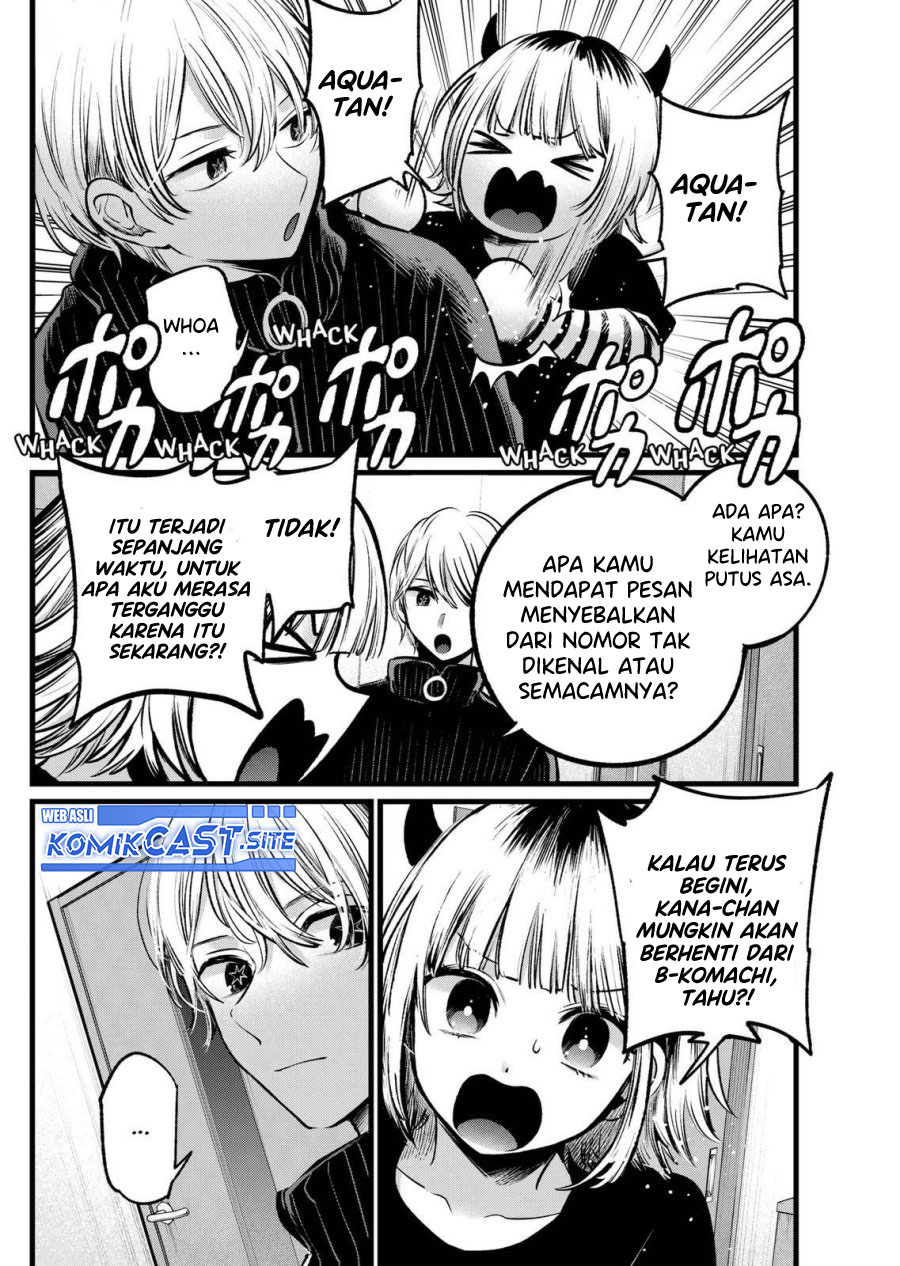 AQUA-
TAN!
AQUA-
TAN!
WHOA
...
WHACK
ポカ
ポカ
ポカ
ポカ
ポカ
WHACK
WHACK
WHACK
WHACK
ADA APA?
KAMU
KELIHATAN
PUTUS ASA.
APA KAMU
MENDAPAT PESAN
MENYEBALKAN
DARI NOMOR TAK
DIKENAL ATAU
SEMACAMNYA?
TIDAK!
ITU TERJADI
SEPANJANG
WAKTU, UNTUK
APA AKU MERASA
TERGANGGU
KARENA ITU
SEKARANG?!
KALAU TERUS
BEGINI,
KANA-CHAN
MUNGKIN AKAN
BERHENTI DARI
B-KOMACHI,
TAHU?!
WEB ASLI
KOMIKCAST.SITE
...